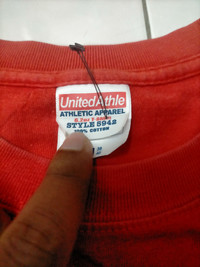 UnitedAthle
ATHLETIC APPAREL
STYLE 5942
100% COTTON